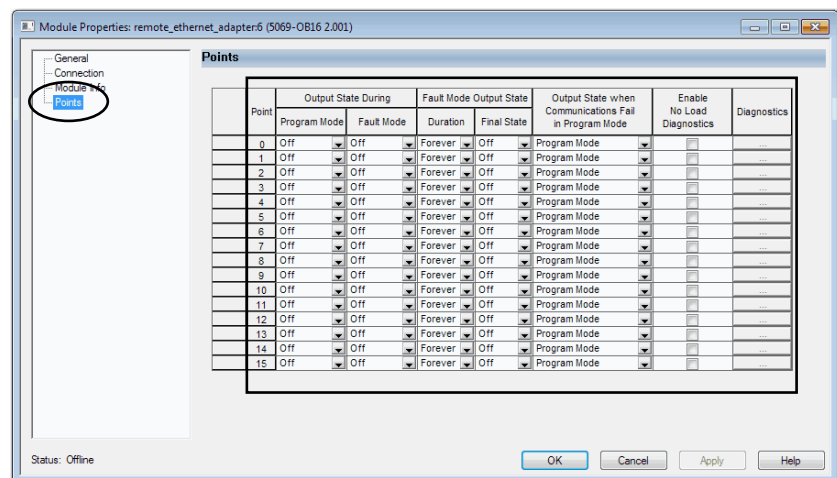 Module Properties: remote_ethernet_adapter:6 (5069-OB16 2.001)
General
Connection
Module Info
Points
Points
Point
Output State During
Program Mode
Fault Mode
Fault Mode Output State
Duration
Final State
Output State when
Communications Fail
in Program Mode
Enable
No Load
Diagnostics
Diagnostics
0 Off Off Forever Off Program Mode ...
1 Off Off Forever Off Program Mode ...
2 Off Off Forever Off Program Mode ...
3 Off Off Forever Off Program Mode ...
4 Off Off Forever Off Program Mode ...
5 Off Off Forever Off Program Mode ...
6 Off Off Forever Off Program Mode ...
7 Off Off Forever Off Program Mode ...
8 Off Off Forever Off Program Mode ...
9 Off Off Forever Off Program Mode ...
10 Off Off Forever Off Program Mode ...
11 Off Off Forever Off Program Mode ...
12 Off Off Forever Off Program Mode ...
13 Off Off Forever Off Program Mode ...
14 Off Off Forever Off Program Mode ...
15 Off Off Forever Off Program Mode ...
Status: Offline
OK
Cancel
Apply
Help